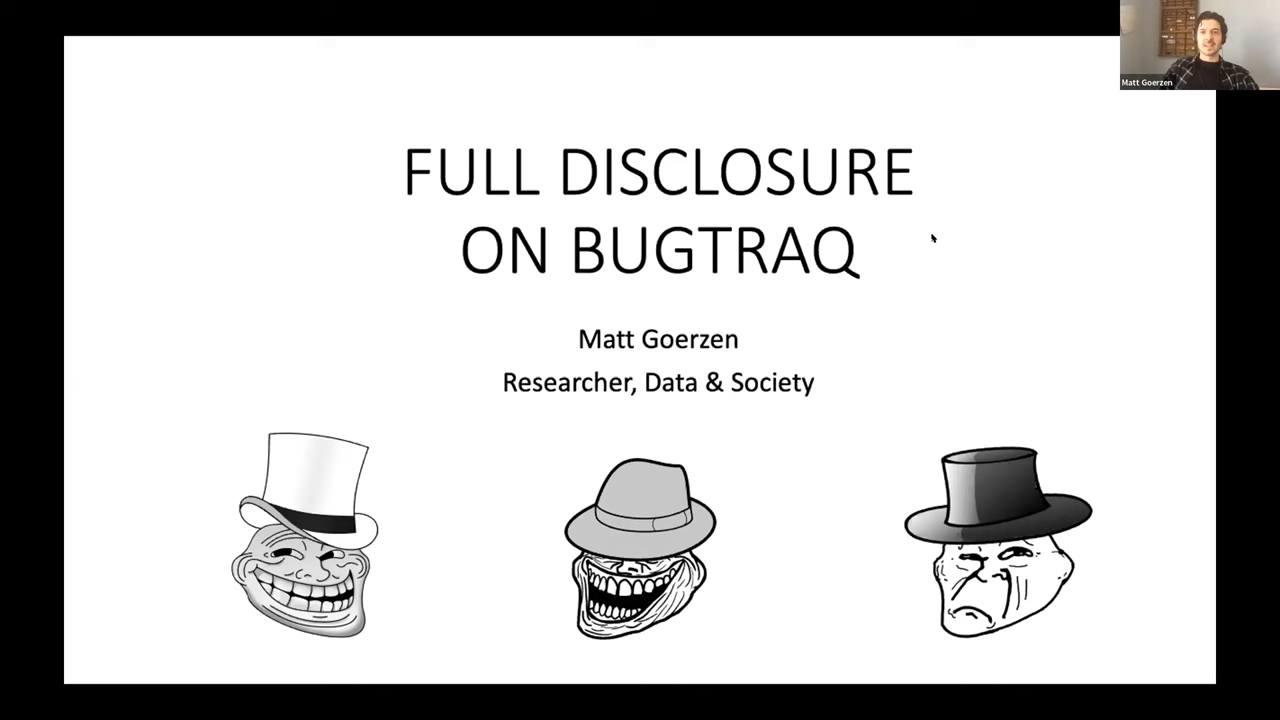 FULL DISCLOSURE
ON BUGTRAQ
Matt Goerzen
Researcher, Data & Society
Matt Goerzen